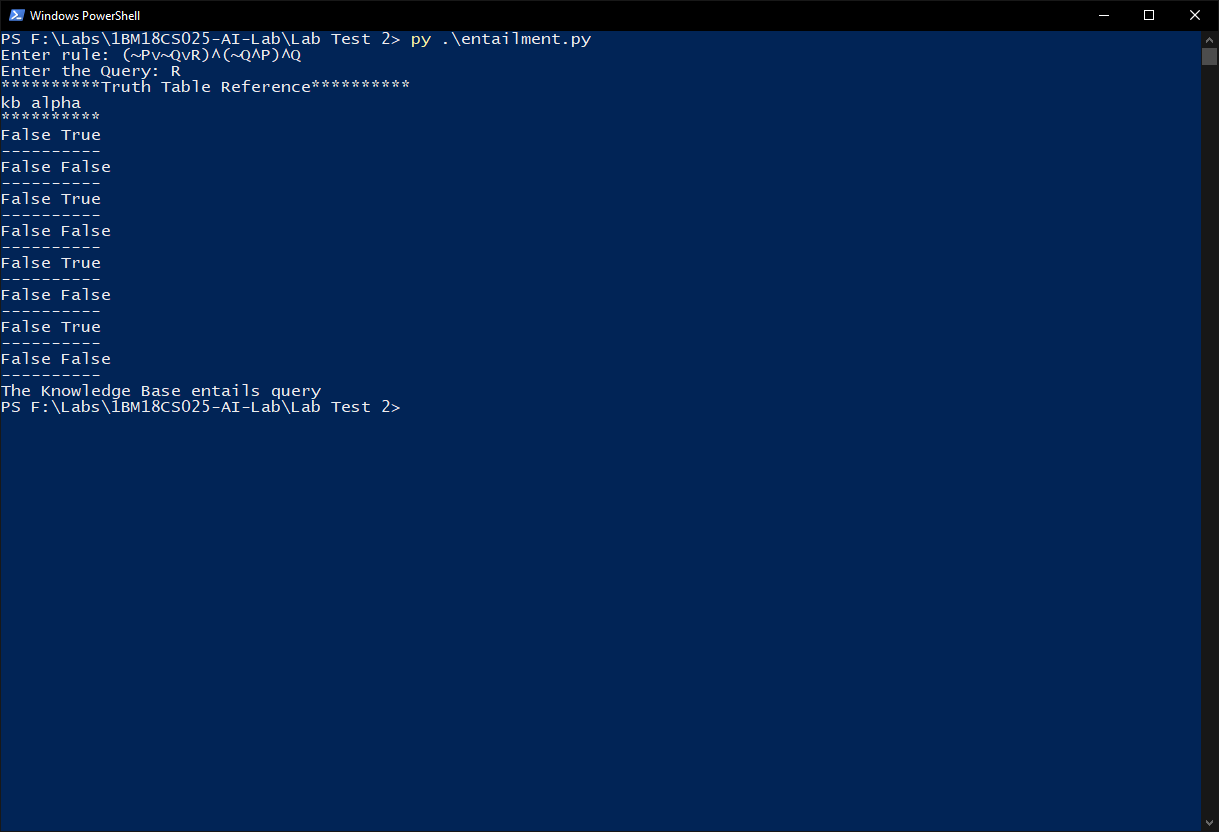 Windows PowerShell
PS F:\Labs\1BM18CS025-AI-Lab\Lab Test 2> py .\entailment.py
Enter rule: (~Pv~QvR)^(~Q^P)^Q
Enter the Query: R
**********Truth Table Reference**********
kb alpha
**********
False True
----------
False False
----------
False True
----------
False False
----------
False True
----------
False False
----------
False True
----------
False False
----------
The Knowledge Base entails query
PS F:\Labs\1BM18CS025-AI-Lab\Lab Test 2>